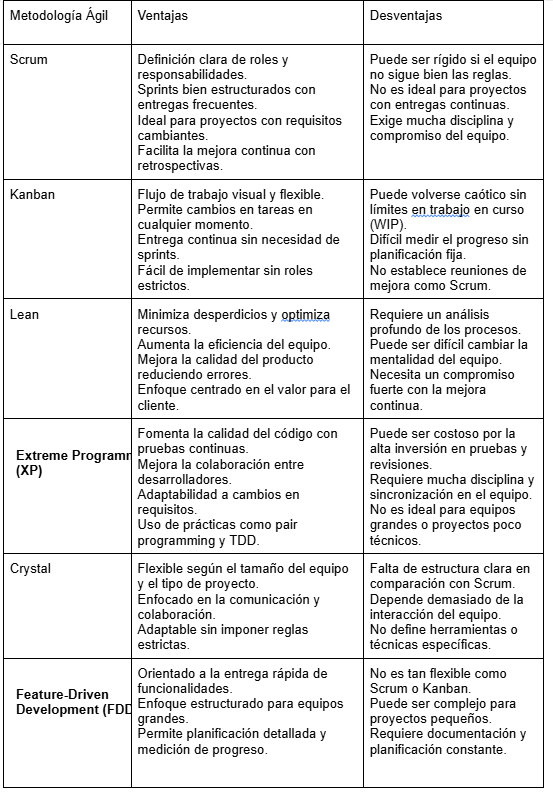 Metodología Ágil
Ventajas
Desventajas
Scrum
Definición clara de roles y
responsabilidades.
Sprints bien estructurados con
entregas frecuentes.
Ideal para proyectos con requisitos
cambiantes.
Facilita la mejora continua con
retrospectivas.
Puede ser rígido si el equipo
no sigue bien las reglas.
No es ideal para proyectos
con entregas continuas.
Exige mucha disciplina y
compromiso del equipo.
Kanban
Flujo de trabajo visual y flexible.
Permite cambios en tareas en
cualquier momento.
Entrega continua sin necesidad de
sprints.
Fácil de implementar sin roles
estrictos.
Puede volverse caótico sin
límites en trabajo en curso
(WIP).
Difícil medir el progreso sin
planificación fija.
No establece reuniones de
mejora como Scrum.
Lean
Minimiza desperdicios y optimiza
recursos.
Aumenta la eficiencia del equipo.
Mejora la calidad del producto
reduciendo errores.
Enfoque centrado en el valor para el
cliente.
Requiere un análisis
profundo de los procesos.
Puede ser difícil cambiar la
mentalidad del equipo.
Necesita un compromiso
fuerte con la mejora
continua.
Extreme Programm
(XP)
Fomenta la calidad del código con
pruebas continuas.
Mejora la colaboración entre
desarrolladores.
Adaptabilidad a cambios en
requisitos.
Uso de prácticas como pair
programming y TDD.
Puede ser costoso por la
alta inversión en pruebas y
revisiones.
Requiere mucha disciplina y
sincronización en el equipo.
No es ideal para equipos
grandes o proyectos poco
técnicos.
Crystal
Flexible según el tamaño del equipo
y el tipo de proyecto.
Enfocado en la comunicación y
colaboración.
Adaptable sin imponer reglas
estrictas.
Falta de estructura clara en
comparación con Scrum.
Depende demasiado de la
interacción del equipo.
No define herramientas o
técnicas específicas.
Feature-Driven
Development (FDD
Orientado a la entrega rápida de
funcionalidades.
Enfoque estructurado para equipos
grandes.
Permite planificación detallada y
medición de progreso.
No es tan flexible como
Scrum o Kanban.
Puede ser complejo para
proyectos pequeños.
Requiere documentación y
planificación constante.